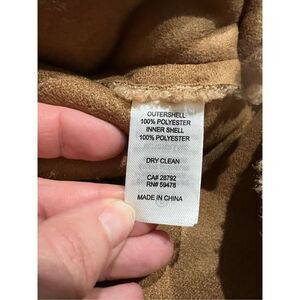 OUTERSHELL
100% POLYESTER
INNER SHELL
100% POLYESTER
DRY CLEAN
CA# 28792
RN# 59478
MADE IN CHINA